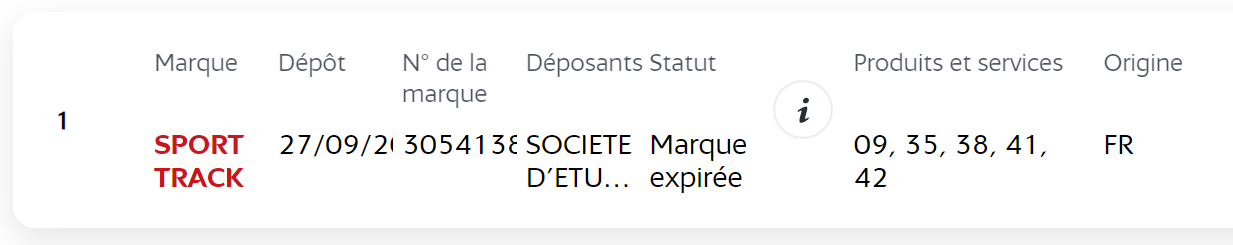 Marque Dépôt N° de la marque Déposants Statut Produits et services Origine
1
SPORT TRACK 27/09/2 3054138 SOCIETE D’ETU... Marque expirée 09, 35, 38, 41, 42 FR
i